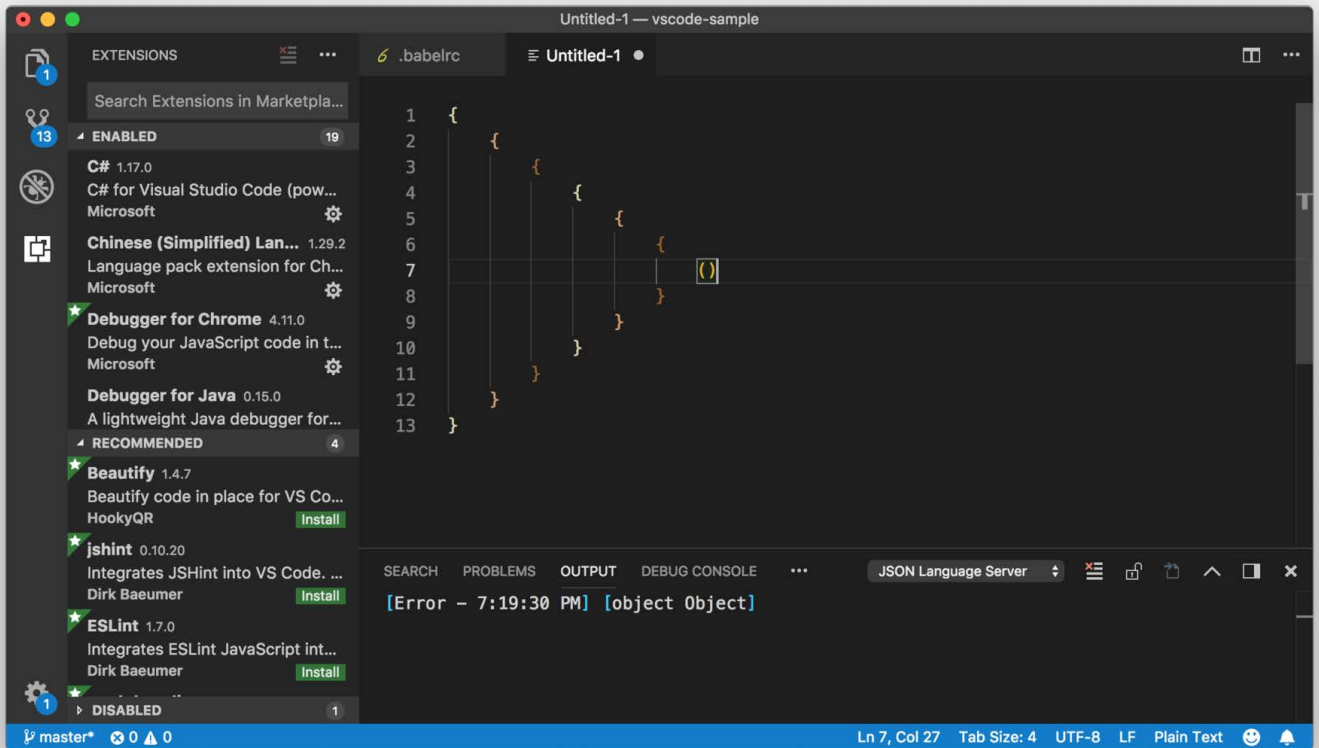 Untitled-1 — vscode-sample
EXTENSIONS
Search Extensions in Marketpla...
ENABLED 19
C# 1.17.0
C# for Visual Studio Code (pow...
Microsoft
Chinese (Simplified) Lan... 1.29.2
Language pack extension for Ch...
Microsoft
Debugger for Chrome 4.11.0
Debug your JavaScript code in t...
Microsoft
Debugger for Java 0.15.0
A lightweight Java debugger for...
RECOMMENDED 4
Beautify 1.4.7
Beautify code in place for VS Co...
HookyQR Install
jshint 0.10.20
Integrates JSHint into VS Code. ...
Dirk Baeumer Install
ESLint 1.7.0
Integrates ESLint JavaScript int...
Dirk Baeumer Install
DISABLED 1
1
13
1
.babelrc Untitled-1
1 {
2 {
3 {
4 {
5 {
6 {
7 ()
8 }
9 }
10 }
11 }
12 }
13 }
SEARCH PROBLEMS OUTPUT DEBUG CONSOLE ... JSON Language Server
[Error - 7:19:30 PM] [object Object]
master* 0 0 Ln 7, Col 27 Tab Size: 4 UTF-8 LF Plain Text